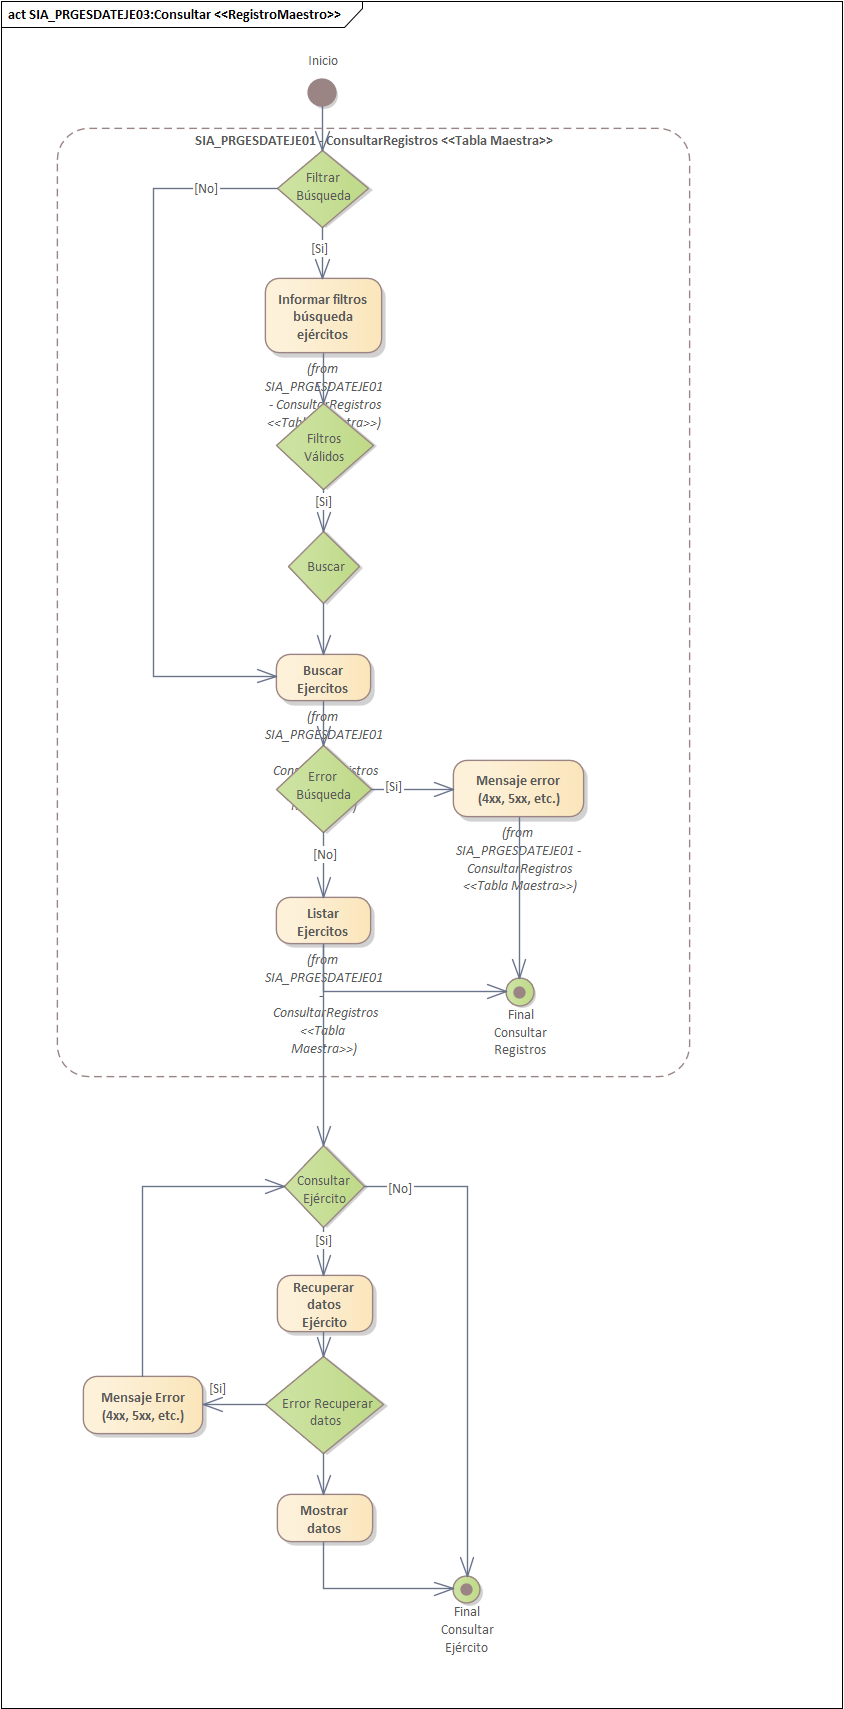 act SIA_PRGESDATEJE03:Consultar <<RegistroMaestro>>
Inicio
SIA_PRGESDATEJE01 - ConsultarRegistros <<Tabla Maestra>>
Filtrar
Búsqueda
[No]
[Si]
Informar filtros
búsqueda
ejércitos
(from
SIA_PRGESDATEJE01
- ConsultarRegistros
Filtros
Válidos
[Si]
Buscar
Buscar
Ejercitos
(from
SIA_PRGESDATEJE01
Error
Búsqueda
[Si]
Mensaje error
(4xx, 5xx, etc.)
(from
SIA_PRGESDATEJE01 -
ConsultarRegistros
<<Tabla Maestra>>)
[No]
Listar
Ejercitos
(from
SIA_PRGESDATEJE01
-
ConsultarRegistros
<<Tabla
Maestra>>)
Final
Consultar
Registros
Consultar
Ejército
[No]
[Si]
Recuperar
datos
Ejército
Error Recuperar
datos
[Si]
Mensaje Error
(4xx, 5xx, etc.)
Mostrar
datos
Final
Consultar
Ejército